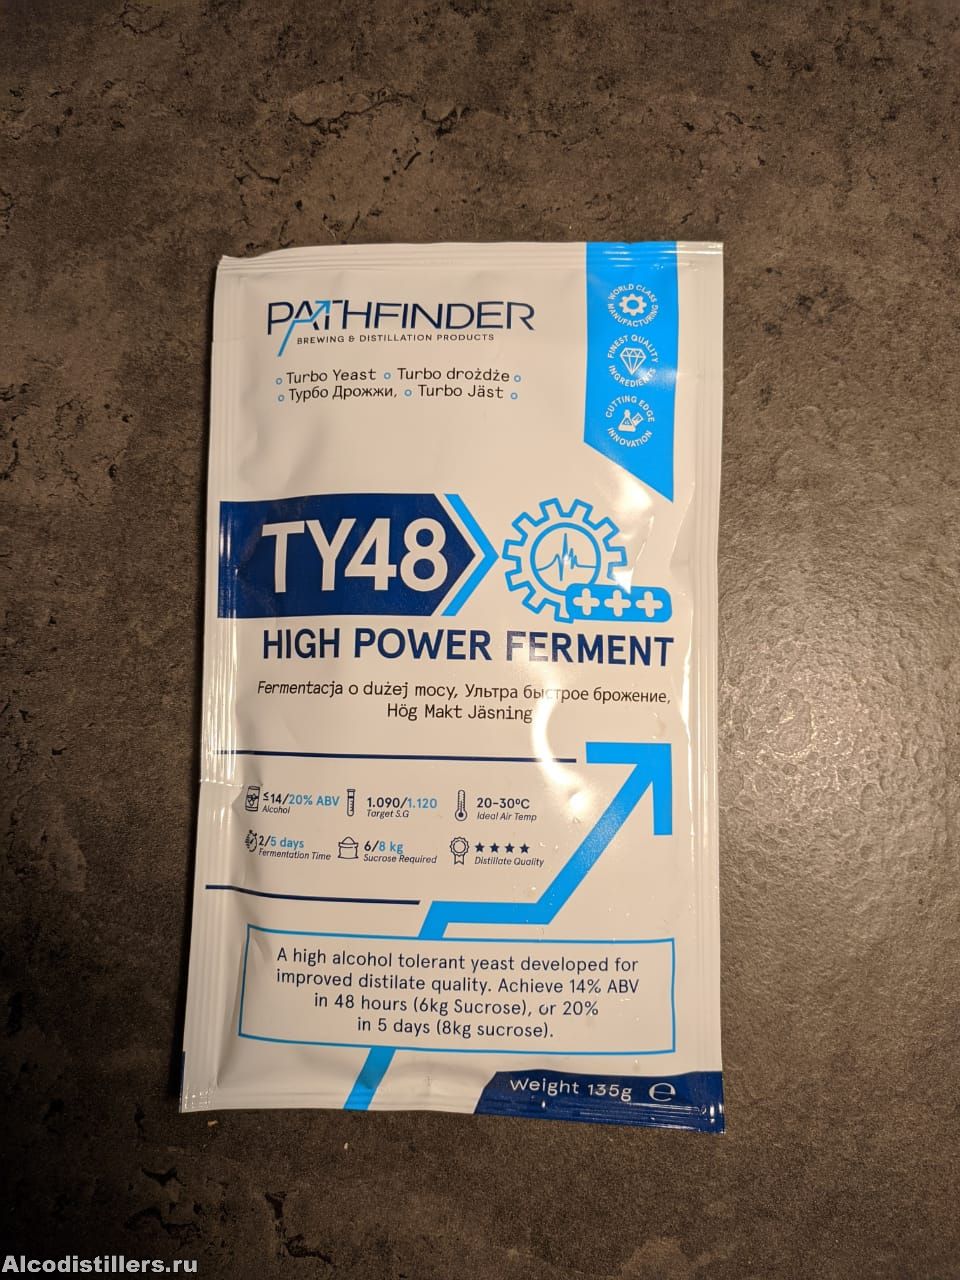 PATHFINDER
BREWING & DISTILLATION PRODUCTS
Turbo Yeast Turbo drożdże
Турбо Дрожжи, Turbo Jäst
WORLD CLASS MANUFACTURING
FINEST QUALITY INGREDIENTS
CUTTING EDGE INNOVATION
TY48
+++
HIGH POWER FERMENT
Fermentacja o dużej mocy, Ультра быстрое брожение,
Hög Makt Jäsning
≤14/20% ABV
Alcohol
1.090/1.120
Target S.G
20-30ºC
Ideal Air Temp
2/5 days
Fermentation Time
6/8 kg
Sucrose Required
Distillate Quality
A high alcohol tolerant yeast developed for
improved distilate quality. Achieve 14% ABV
in 48 hours (6kg Sucrose), or 20%
in 5 days (8kg sucrose).
Weight 135g ℮
Alcodistillers.ru